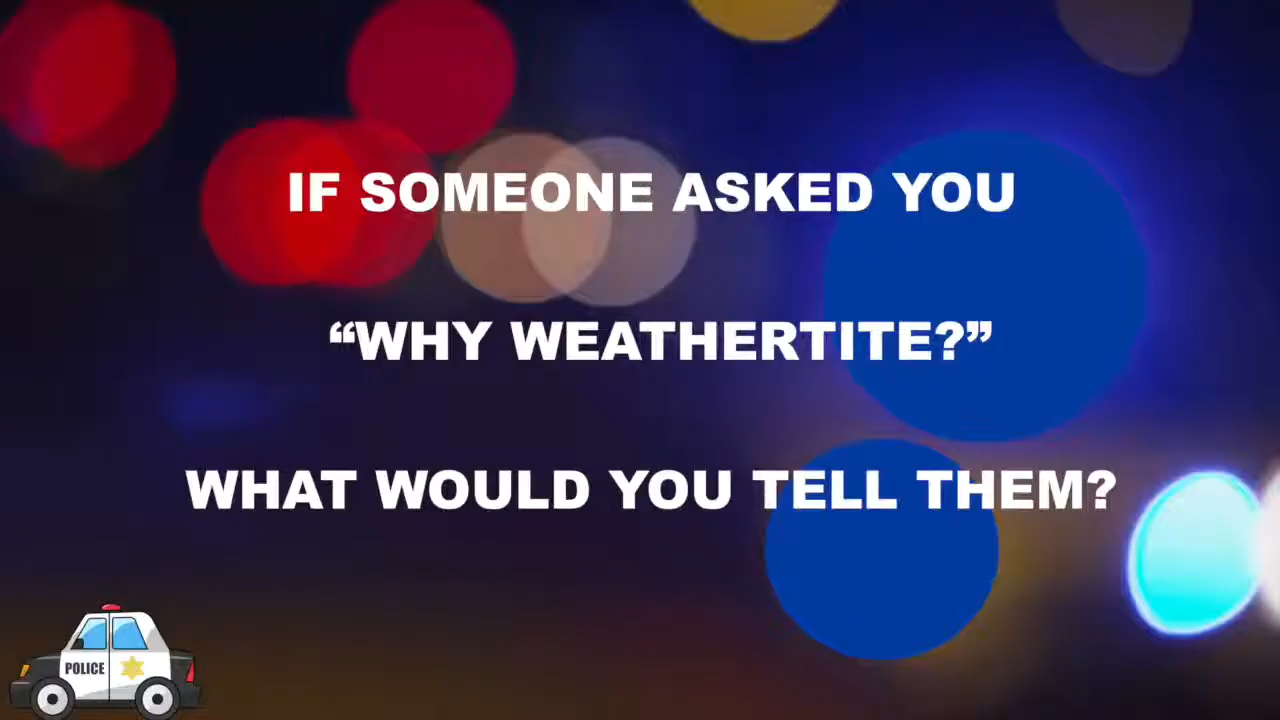 IF SOMEONE ASKED YOU
“WHY WEATHERTITE?”
WHAT WOULD YOU TELL THEM?
POLICE